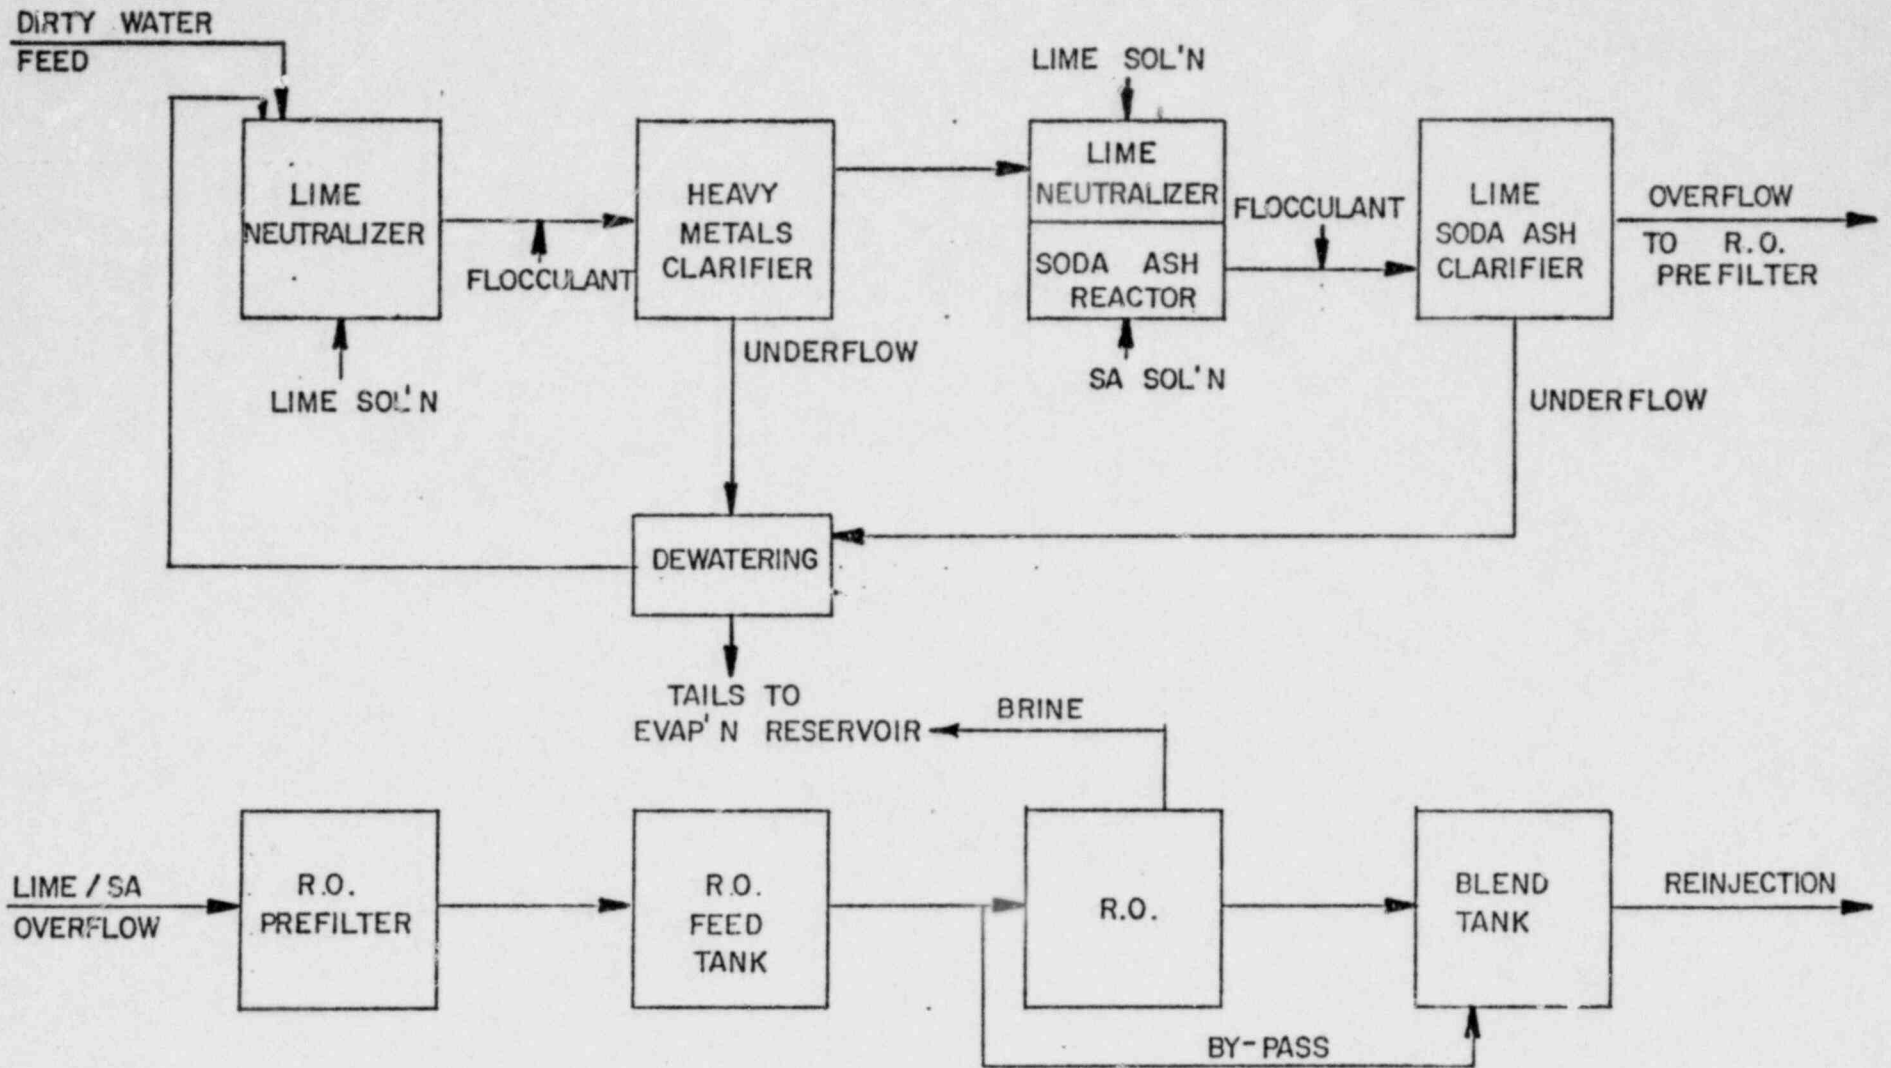 DIRTY WATER
FEED
LIME SOL'N
LIME
NEUTRALIZER
FLOCCULANT
HEAVY
METALS
CLARIFIER
LIME
NEUTRALIZER
SODA ASH
REACTOR
FLOCCULANT
LIME
SODA ASH
CLARIFIER
OVERFLOW
TO R.O.
PREFILTER
LIME SOL'N
UNDERFLOW
SA SOL'N
UNDERFLOW
DEWATERING
TAILS TO
EVAP'N RESERVOIR
BRINE
LIME / SA
OVERFLOW
R.O.
PREFILTER
R.O.
FEED
TANK
R.O.
BLEND
TANK
REINJECTION
BY-PASS